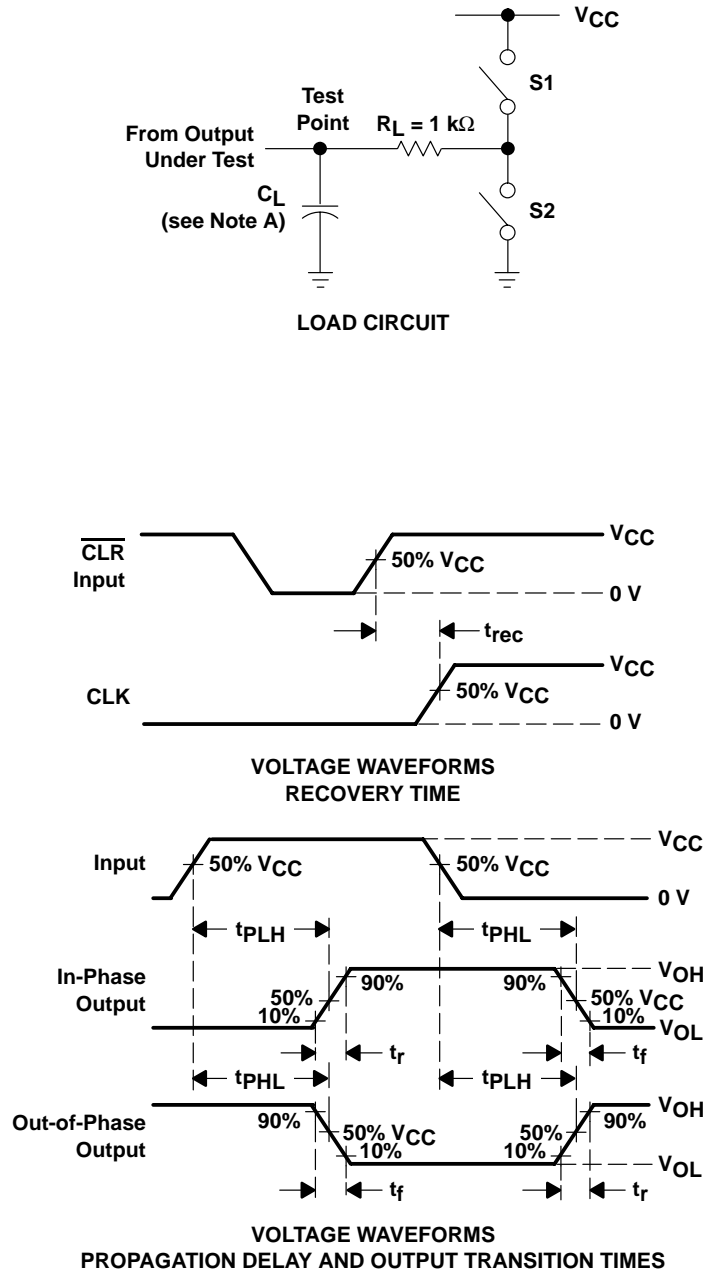 VCC
S1
Test
Point
RL = 1 kΩ
From Output
Under Test
CL
(see Note A)
S2
LOAD CIRCUIT
CLR
Input
VCC
50% VCC
0 V
trec
VCC
CLK
50% VCC
0 V
VOLTAGE WAVEFORMS
RECOVERY TIME
VCC
Input
50% VCC
50% VCC
0 V
tPLH
tPHL
In-Phase
Output
VOH
90%
90%
50%
50% VCC
10%
10%
VOL
tr
tf
tPHL
tPLH
Out-of-Phase
Output
VOH
90%
90%
50% VCC
50%
10%
10%
VOL
tf
tr
VOLTAGE WAVEFORMS
PROPAGATION DELAY AND OUTPUT TRANSITION TIMES